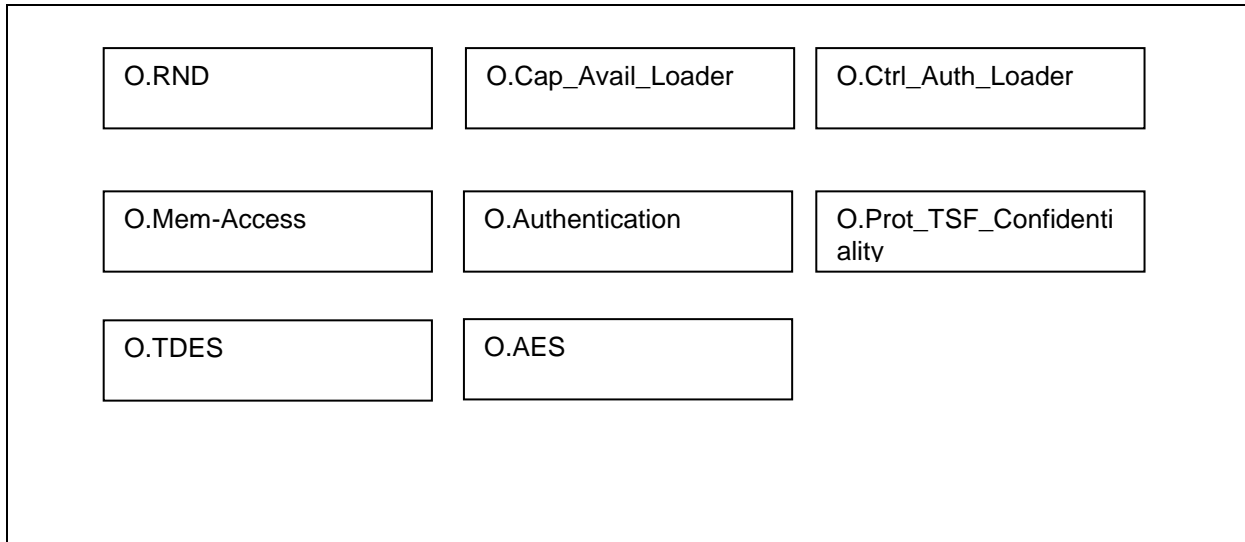 O.RND
O.Cap_Avail_Loader
O.Ctrl_Auth_Loader
O.Mem-Access
O.Authentication
O.Prot_TSF_Confidenti
ality
O.TDES
O.AES